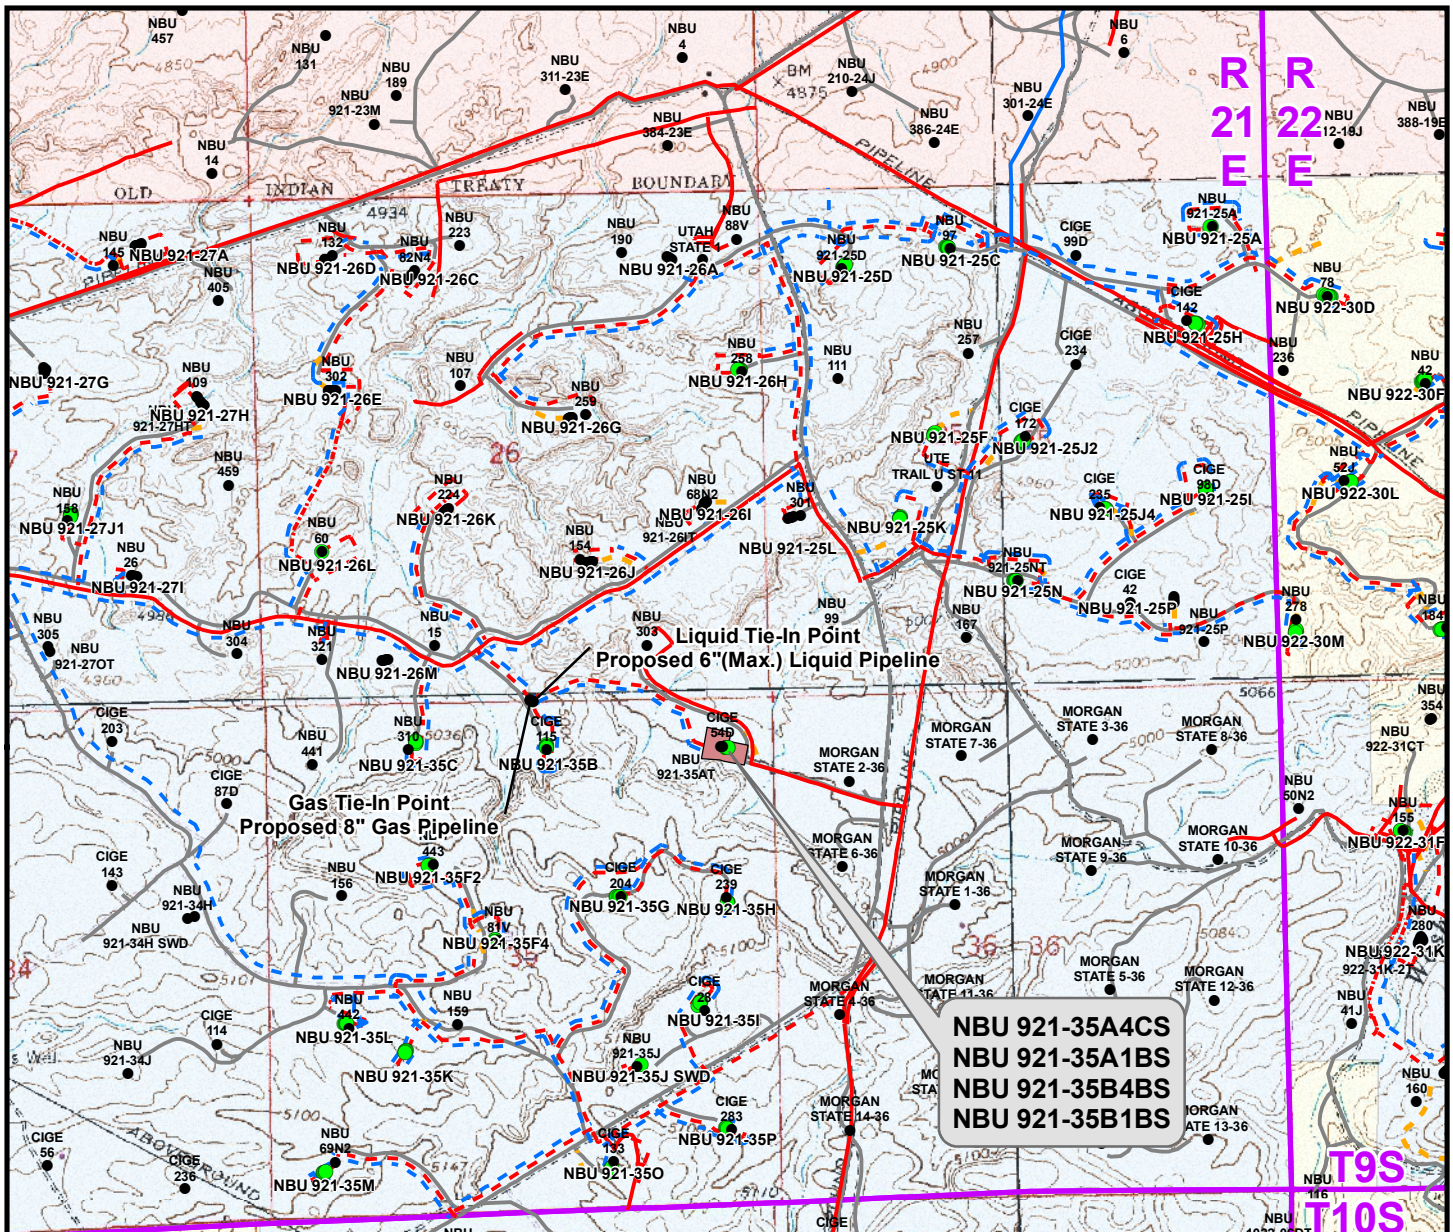 NBU
457
NBU
131
NBU
189
NBU
921-23M
NBU
14
NBU
311-23E
NBU
4
NBU
384-23E
BM
4875
NBU
210-24J
NBU
386-24E
NBU
301-24E
NBU
6
4850
4900
R
21
E
R
22
E
12-19J
NBU
388-19E
PIPELINE
OLD INDIAN TREATY BOUNDARY
4934
NBU
145
NBU 921-27A
NBU
405
NBU
132
NBU 921-26D
NBU
82N4
NBU 921-26C
NBU
223
NBU
190
UTAH
STATE 1
NBU 921-26A
NBU
88V
NBU
921-25D
NBU 921-25D
NBU
97
NBU 921-25C
CIGE
99D
NBU
921-25A
NBU 921-25A
NBU
78
NBU 922-30D
CIGE
142
NBU 921-25H
NBU
236
NBU
42
NBU 922-30F
NBU 921-27G
NBU
109
NBU 921-27H
921-27HT
NBU
459
NBU
302
NBU 921-26E
NBU
107
NBU
259
NBU 921-26G
NBU
258
NBU 921-26H
NBU
111
NBU
257
CIGE
234
NBU 921-25F
CIGE
172
NBU 921-25J2
UTE
TRAIL U ST 11
26
PIPELINE
NBU
52J
NBU 922-30L
NBU
158
NBU 921-27J1
NBU
26
NBU 921-27I
NBU
60
NBU 921-26L
NBU
224
NBU 921-26K
NBU
154
NBU 921-26J
NBU
68N2
NBU 921-26I
NBU
921-26IT
NBU
301
NBU 921-25L
NBU 921-25K
CIGE
235
NBU 921-25J4
CIGE
98D
NBU 921-25I
4960
NBU
921-25NT
NBU 921-25N
CIGE
42
NBU 921-25P
NBU
921-25P
NBU
278
NBU 922-30M
NBU
184
NBU
305
NBU
921-27OT
NBU
304
NBU
321
NBU 921-26M
NBU
15
NBU
303
NBU
99
NBU
167
Liquid Tie-In Point
Proposed 6"(Max.) Liquid Pipeline
5000
5066
CIGE
203
NBU
441
NBU
310
NBU 921-35C
5036
CIGE
115
NBU 921-35B
CIGE
54D
NBU
921-35AT
MORGAN
STATE 2-36
MORGAN
STATE 7-36
MORGAN
STATE 3-36
MORGAN
STATE 8-36
NBU
354
NBU
922-31CT
NBU
50N2
NBU
155
NBU 922-31F
CIGE
87D
Gas Tie-In Point
Proposed 8" Gas Pipeline
443
NBU 921-35F2
PIPELINE
MORGAN
STATE 6-36
MORGAN
STATE 9-36
MORGAN
STATE 10-36
CIGE
143
NBU
921-34H
NBU
921-34H SWD
NBU
156
NBU
81V
NBU 921-35F4
CIGE
204
NBU 921-35G
CIGE
239
NBU 921-35H
MORGAN
STATE 1-36
5100
36
36
5084
NBU
280
NBU 922-31K
922-31K-2T
MORGAN
STATE 5-36
MORGAN
STATE 12-36
MORGAN
STATE 11-36
MORGAN
STATE 4-36
NBU
41J
CIGE
114
NBU
921-34J
NBU
442
NBU 921-35L
NBU
159
NBU 921-35K
CIGE
28
NBU 921-35I
NBU
921-35J
NBU 921-35J SWD
NBU 921-35A4CS
NBU 921-35A1BS
NBU 921-35B4BS
NBU 921-35B1BS
NBU
160
CIGE
56
CIGE
236
ABOVE GROUND
5100
5147
NBU
69N2
NBU 921-35M
CIGE
133
NBU 921-35O
CIGE
283
NBU 921-35P
MORGAN
STATE 14-36
MORGAN
STATE 13-36
T9S
T10S
NBU
116
NBU
CIGE